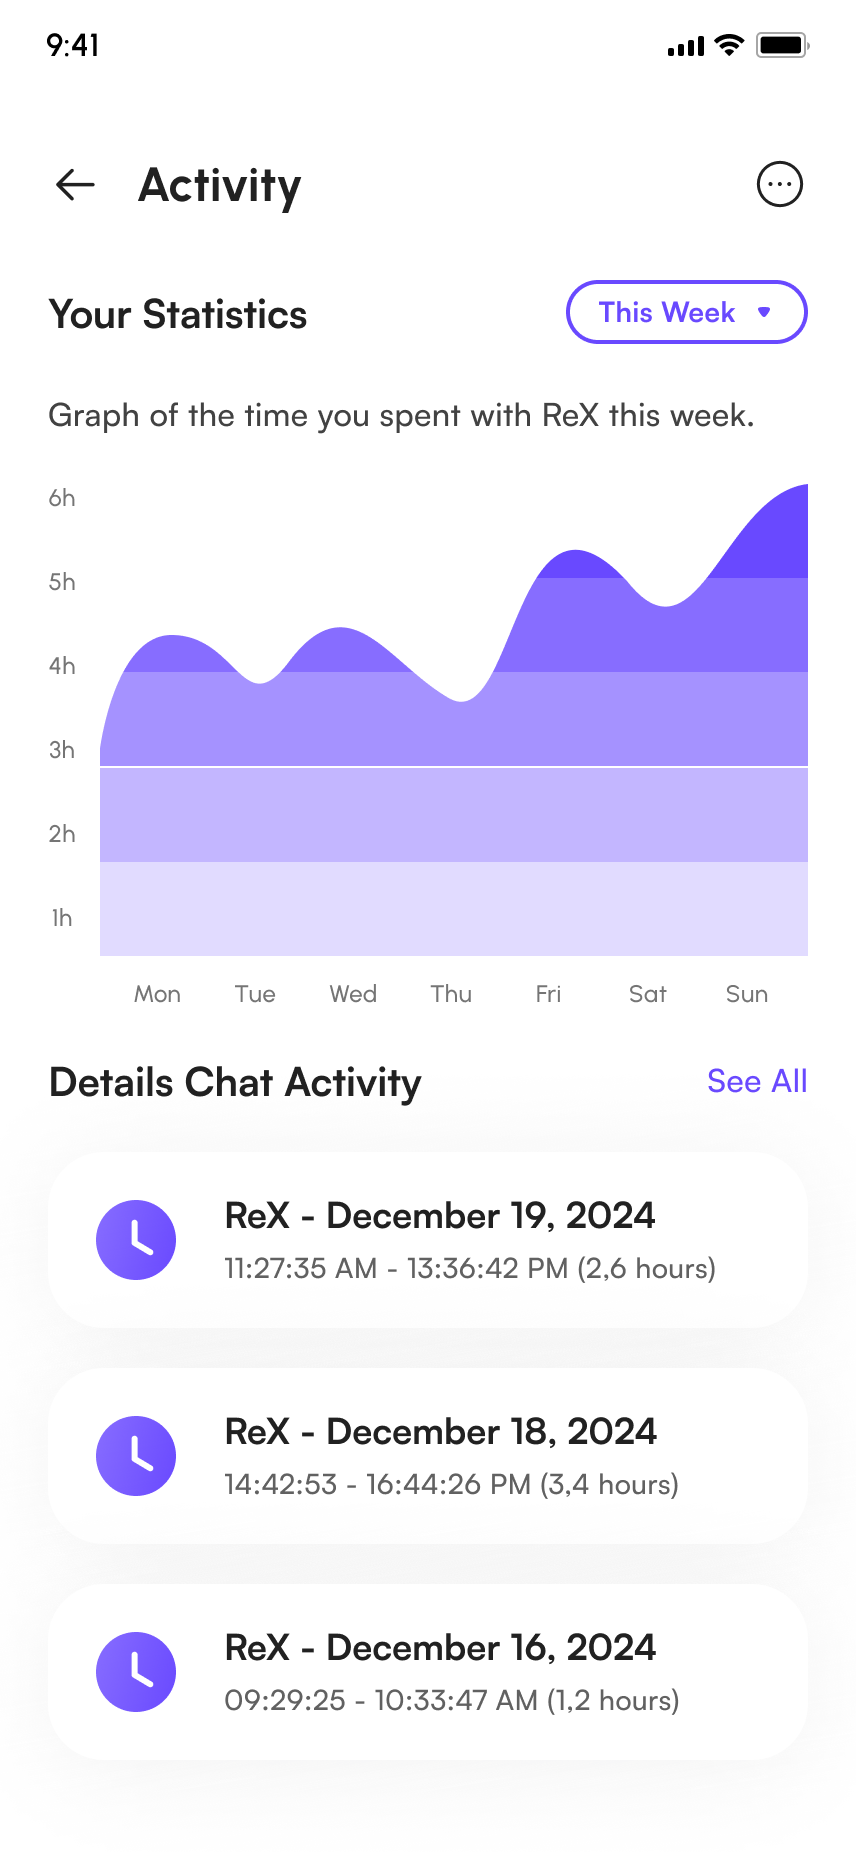 9:41
Activity
Your Statistics
This Week
Graph of the time you spent with ReX this week.
6h
5h
4h
3h
2h
1h
Mon Tue Wed Thu Fri Sat Sun
Details Chat Activity
See All
ReX - December 19, 2024
11:27:35 AM - 13:36:42 PM (2,6 hours)
ReX - December 18, 2024
14:42:53 - 16:44:26 PM (3,4 hours)
ReX - December 16, 2024
09:29:25 - 10:33:47 AM (1,2 hours)